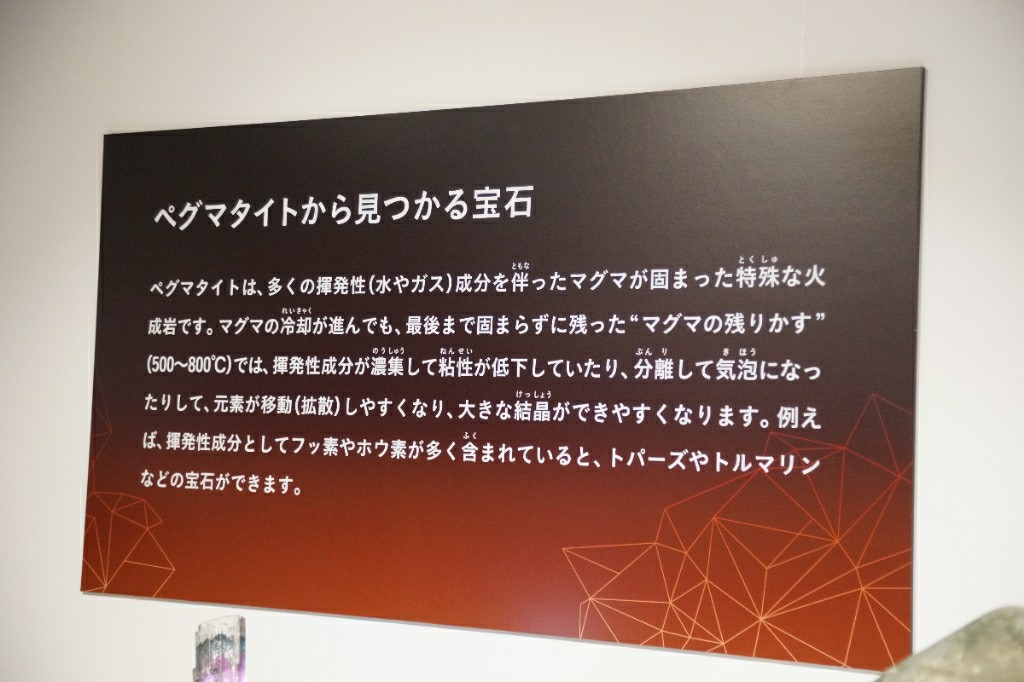 ペグマタイトから見つかる宝石
ペグマタイトは、多くの揮発性(水やガス)成分を伴ったマグマが固まった特殊な火
成岩です。マグマの冷却が進んでも、最後まで固まらずに残った“マグマの残りかす”
(500〜800℃)では、揮発性成分が濃集して粘性が低下していたり、分離して気泡になっ
たりして、元素が移動(拡散)しやすくなり、大きな結晶ができやすくなります。例え
ば、揮発性成分としてフッ素やホウ素が多く含まれていると、トパーズやトルマリン
などの宝石ができます。